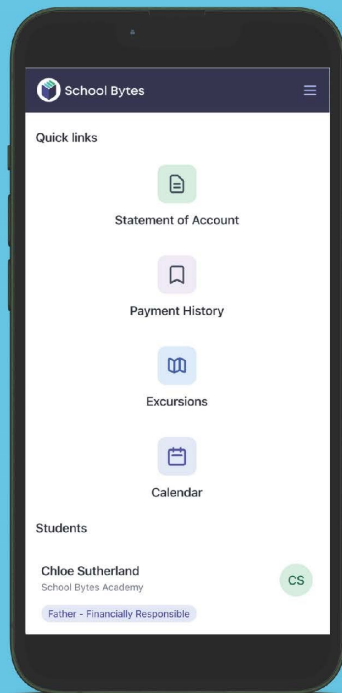 School Bytes
Quick links
Statement of Account
Payment History
Excursions
Calendar
Students
Chloe Sutherland
School Bytes Academy
CS
Father - Financially Responsible